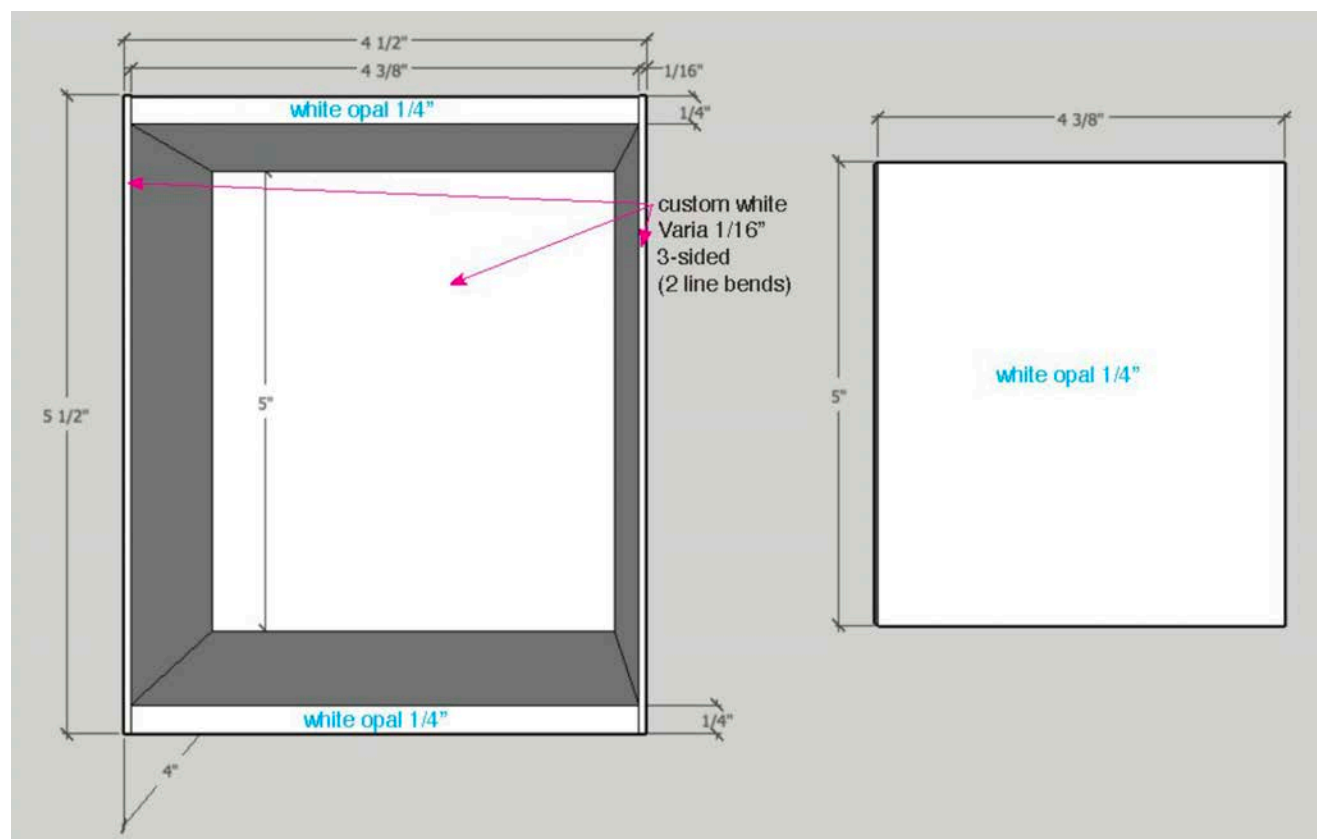 4 1/2"
4 3/8"
1/16"
white opal 1/4”
1/4"
4 3/8"
custom white
Varia 1/16”
3-sided
(2 line bends)
white opal 1/4”
5 1/2"
5"
5"
white opal 1/4”
1/4"
4"